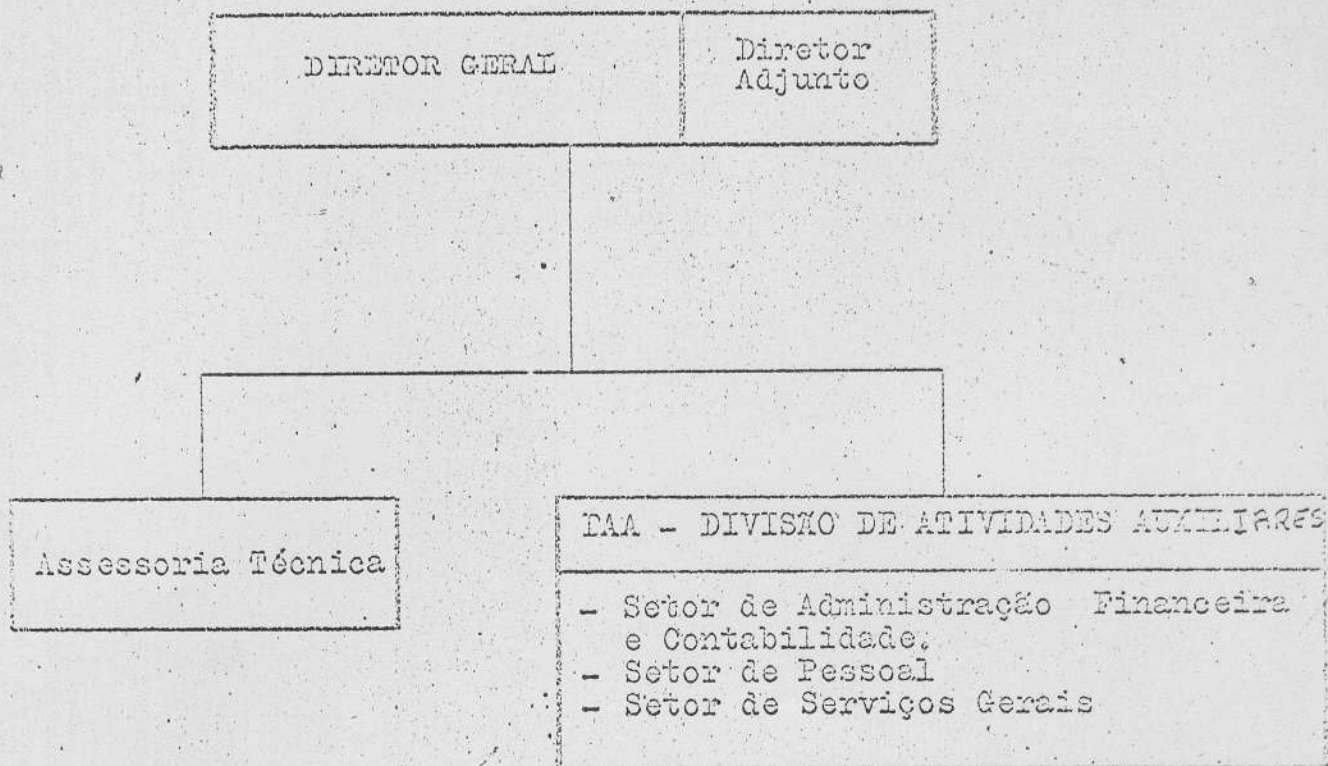 DIRETOR GERAL
Diretor
Adjunto
Assessoria Técnica
DAA - DIVISÃO DE ATIVIDADES AUXILIARES
- Setor de Administração Financeira
e Contabilidade.
- Setor de Pessoal
- Setor de Serviços Gerais